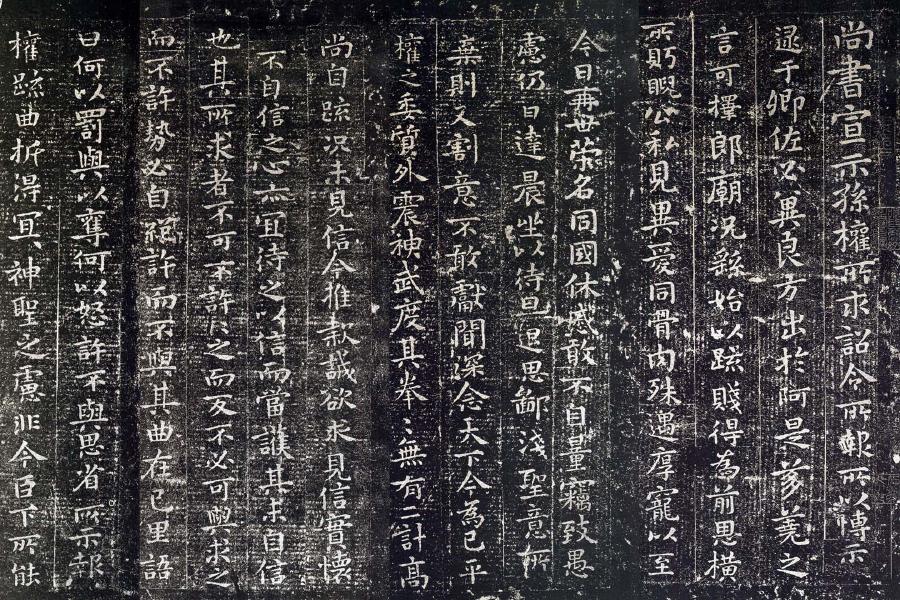 尚書宣示孫權所求詔令所報所以博示
逮于卿佐必冀良方出於阿是芻蕘之
言可擇郎廟況繇始以疏賤得為前恩橫
所眄睨公私見異愛同骨肉殊遇厚寵以至
今日再世榮名同國休慼敢不自量竊致愚
慮仍日達晨坐以待旦退思鄙淺聖意所
棄則又割意不敢獻聞深念天下今為已平
權之委質外震神武度其拳〻無有二計高
尚自疏況未見信今推款誠欲求見信實懷
不自信之心亦宜待之以信而當護其未自信
也其所求者不可不許許之而反不必可與求之
而不許勢必自絕許而不與其曲在己里語
曰何以罰與以奪何以怒許不與思省所示報
權疏曲折得宜神聖之慮非今臣下所能